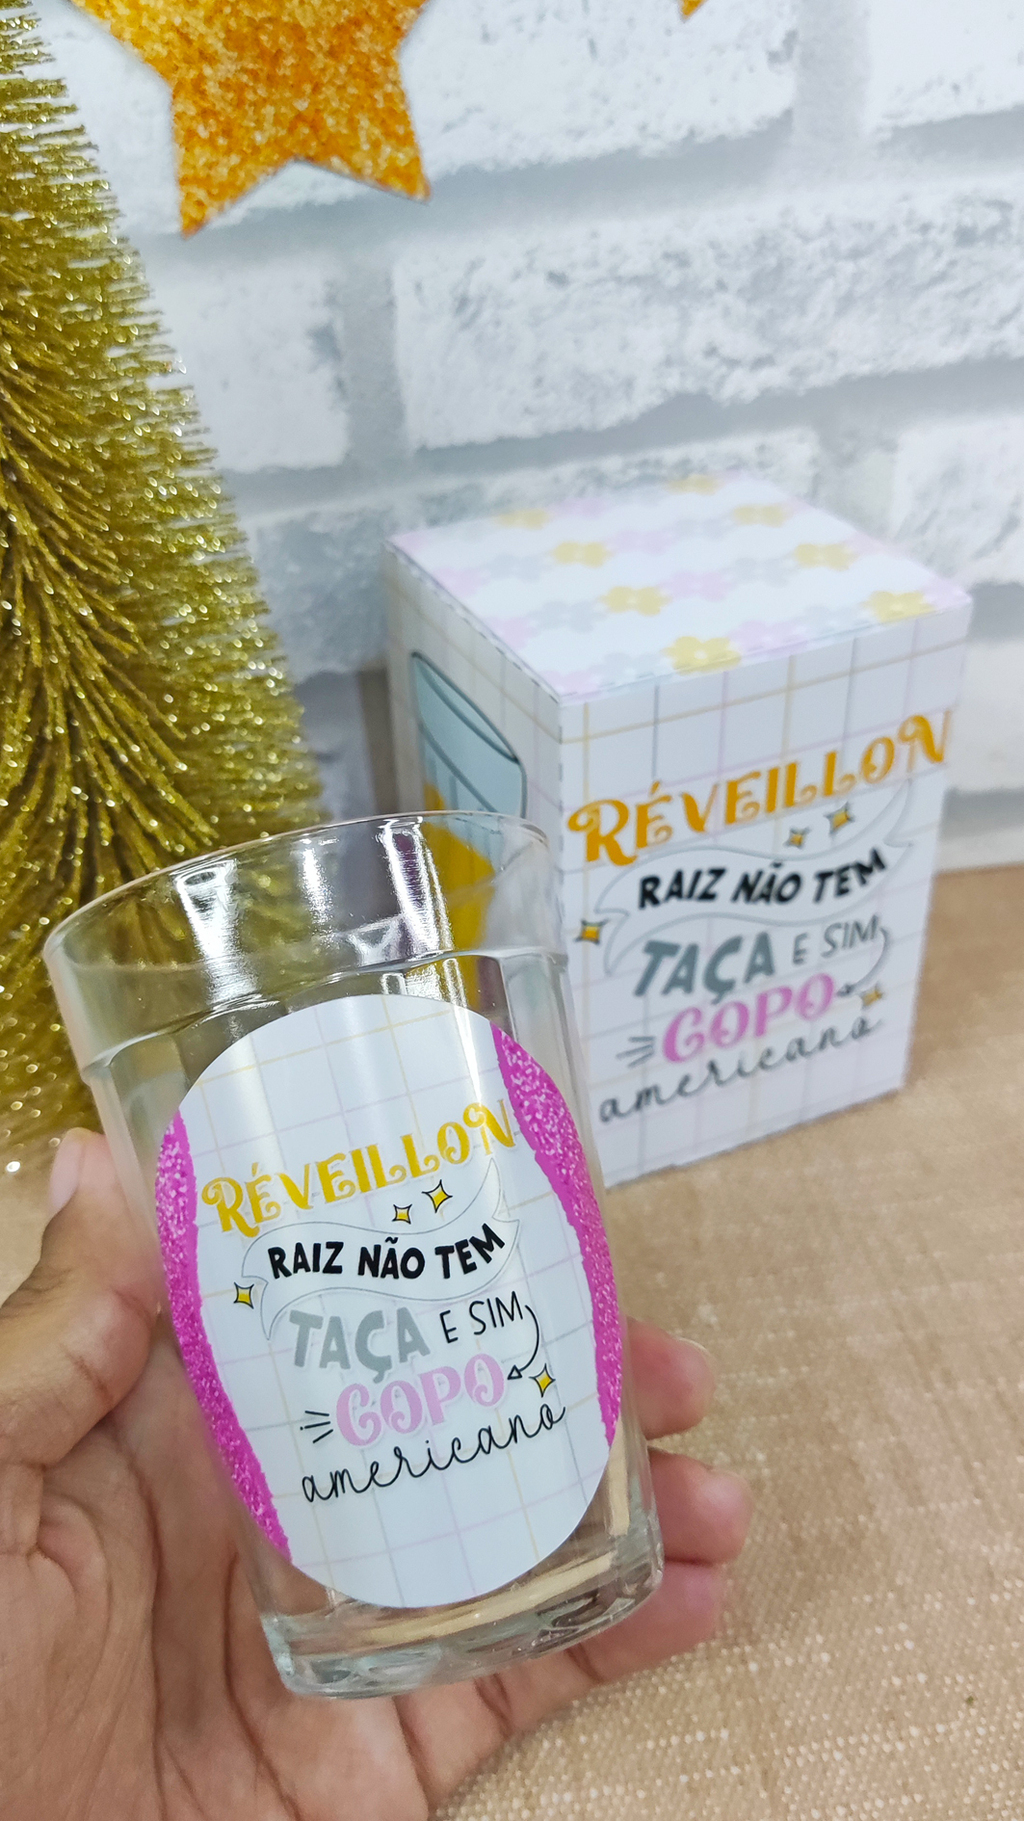 RÉVEILLON
RAIZ NÃO TEM
TAÇA E SIM
COPO
americano
RÉVEILLON
RAIZ NÃO TEM
TAÇA E SIM
COPO
americano